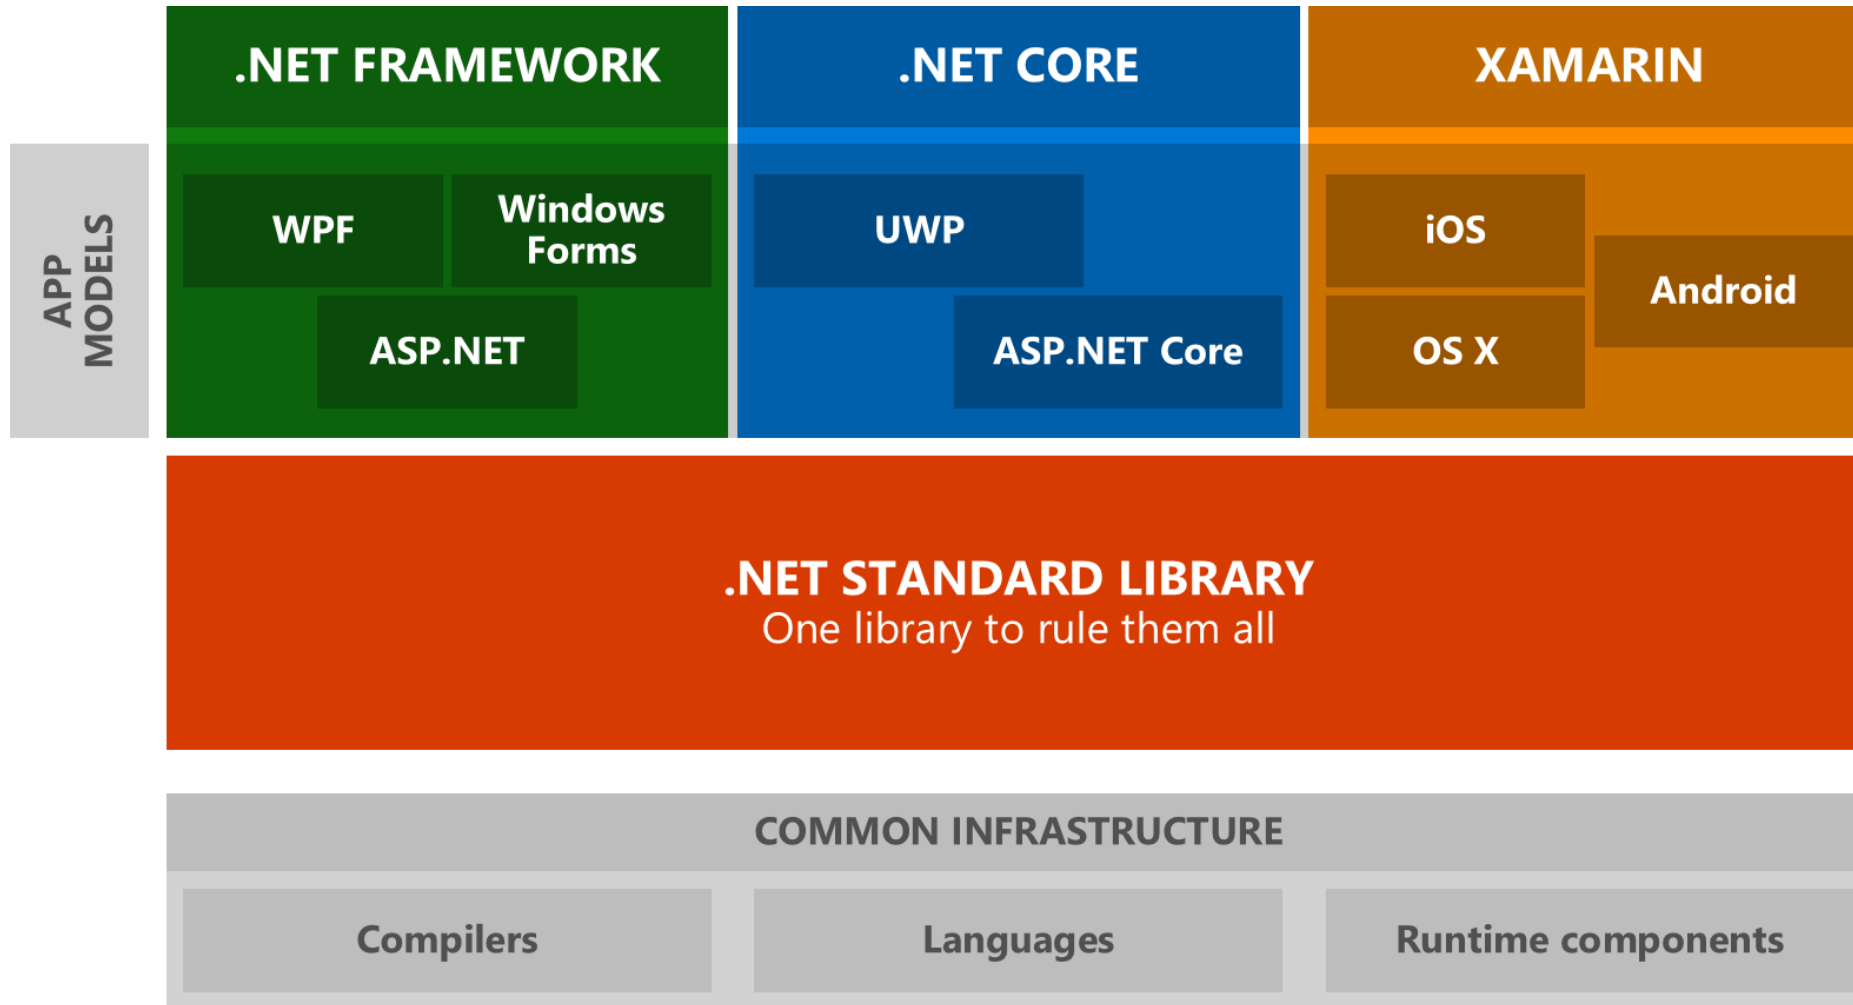 .NET FRAMEWORK
.NET CORE
XAMARIN
APP
MODELS
WPF
Windows
Forms
ASP.NET
UWP
ASP.NET Core
iOS
Android
OS X
.NET STANDARD LIBRARY
One library to rule them all
COMMON INFRASTRUCTURE
Compilers
Languages
Runtime components